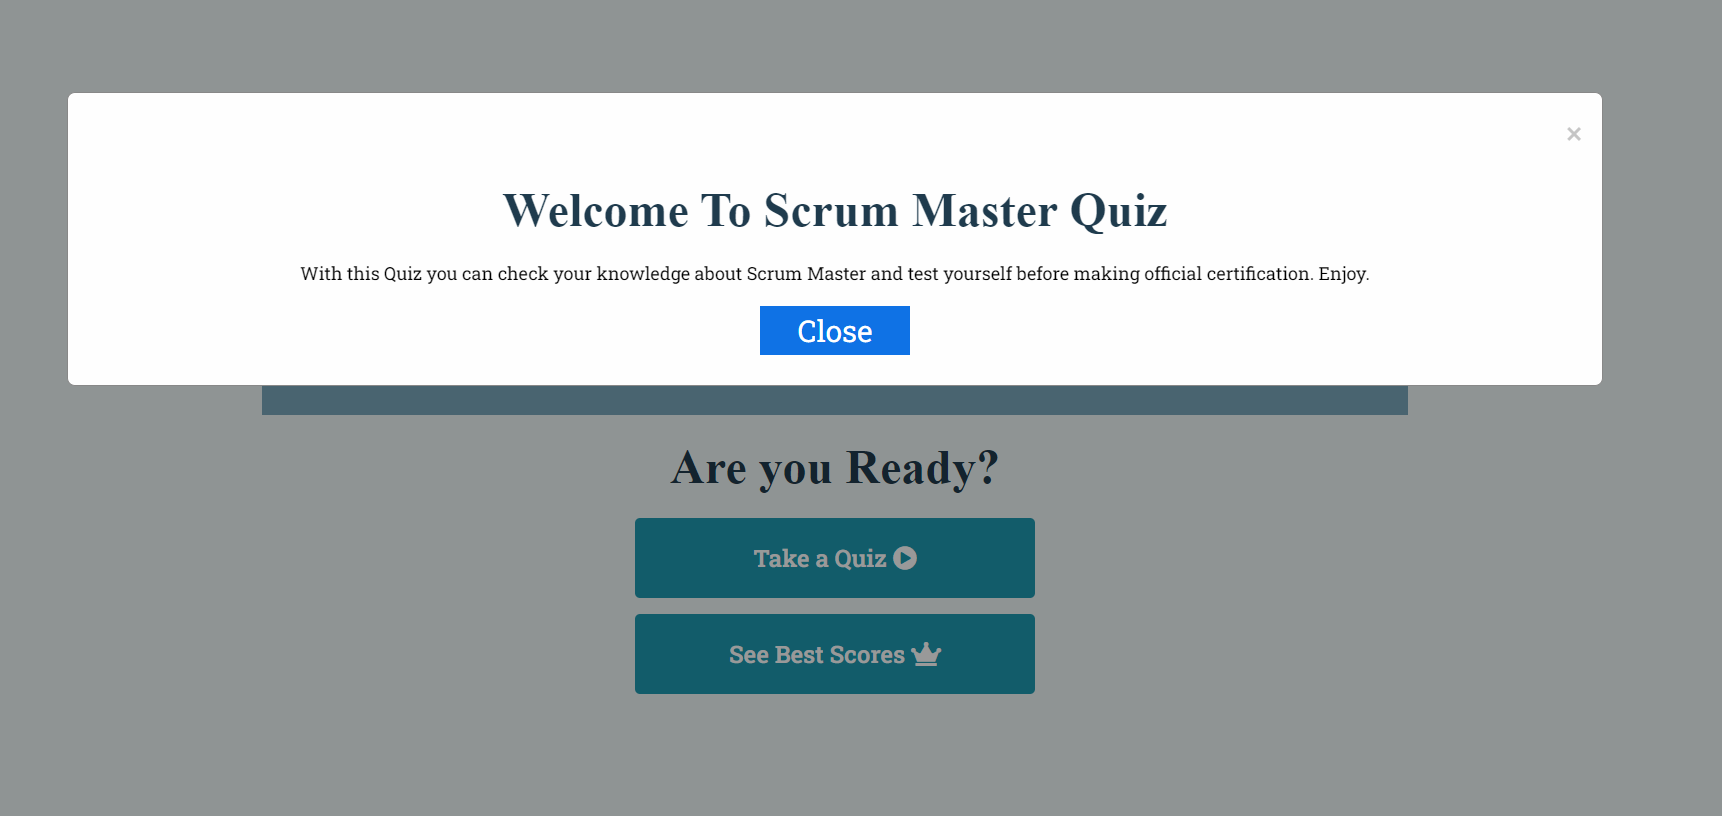 ×
Welcome To Scrum Master Quiz
With this Quiz you can check your knowledge about Scrum Master and test yourself before making official certification. Enjoy.
Close
Are you Ready?
Take a Quiz
See Best Scores